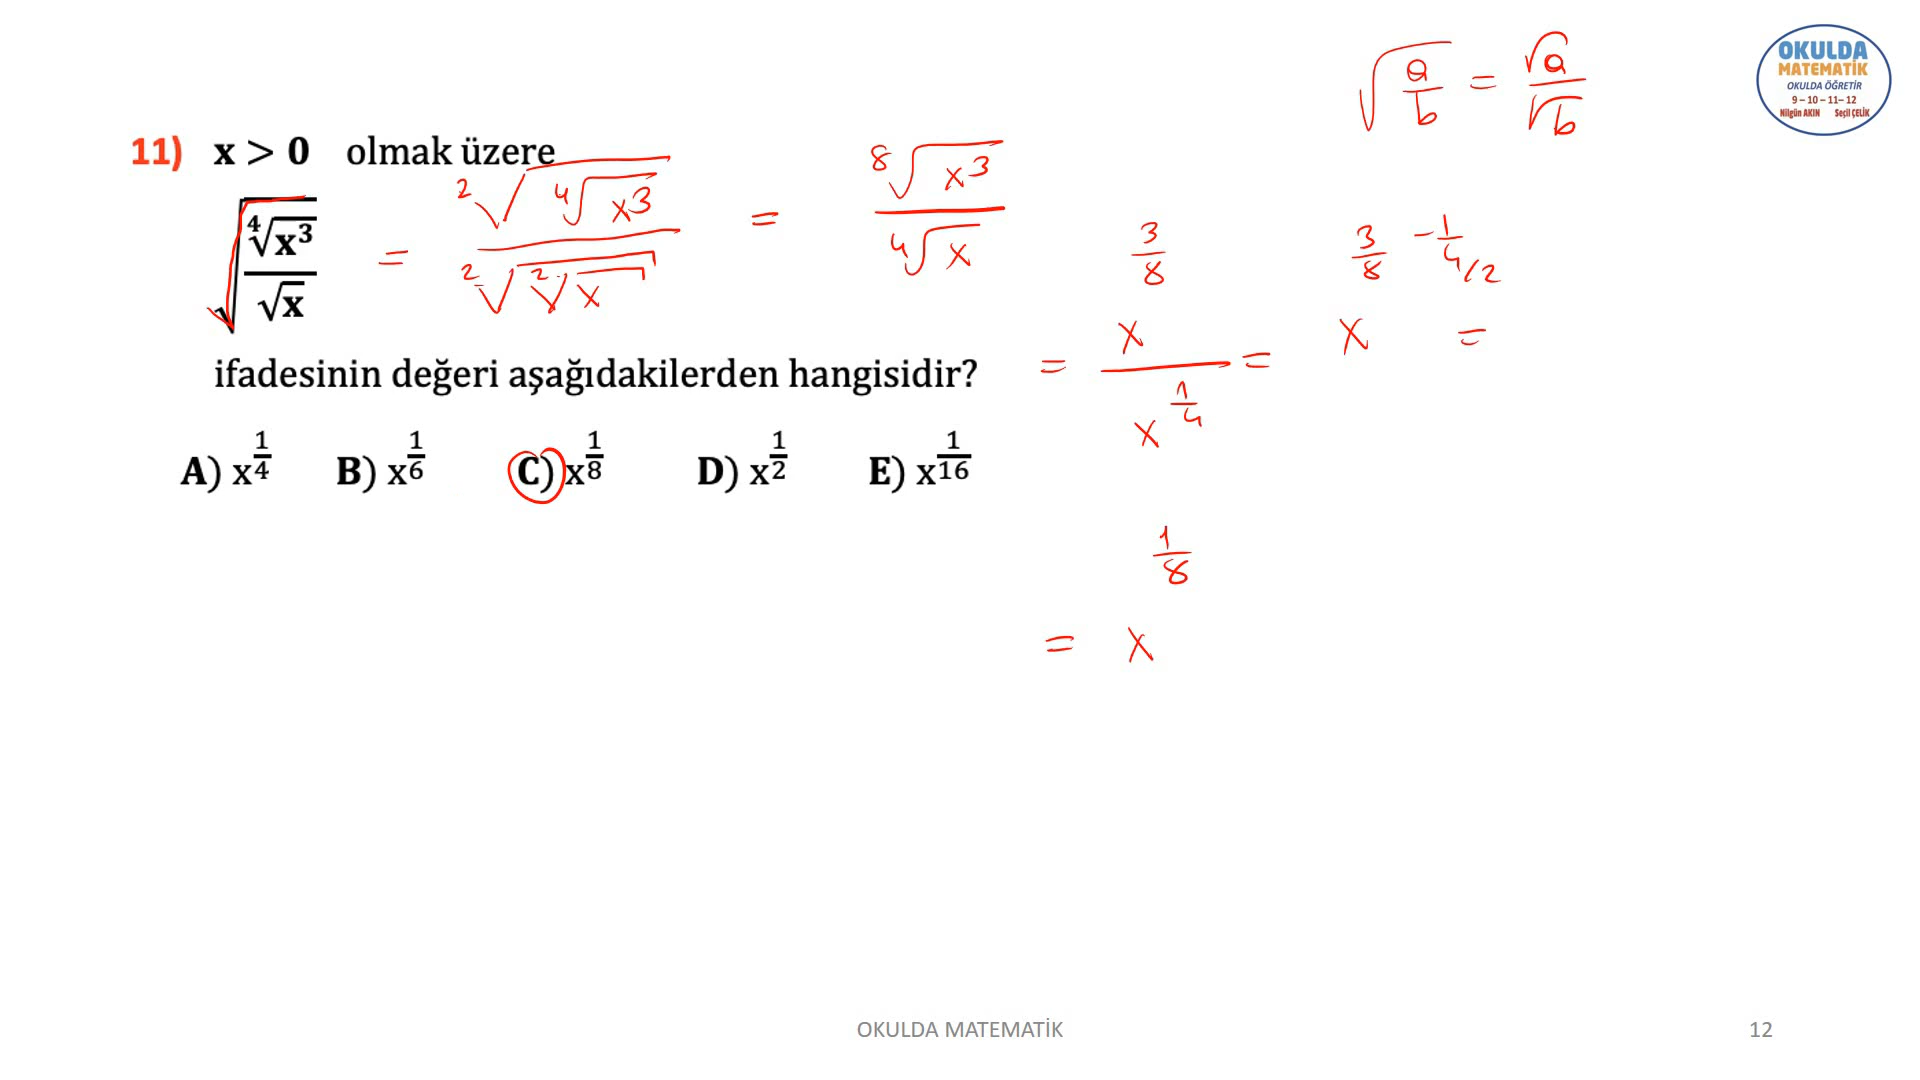 OKULDA
MATEMATİK
OKULDA ÖĞRETİR
9 – 10 – 11– 12
Nilgün AKIN Seçil ÇELİK
√(a/b) = √a/√b
11) x > 0 olmak üzere
√(⁴√x³/√x) = ²√(⁴√x³)/²√(²√x) = ⁸√x³/⁴√x
= x^(3/8)/x^(1/4) = x^(3/8 - 1/4/2) =
ifadesinin değeri aşağıdakilerden hangisidir?
A) x^(1/4) B) x^(1/6) C) x^(1/8) D) x^(1/2) E) x^(1/16)
= x^(1/8)
OKULDA MATEMATİK 12